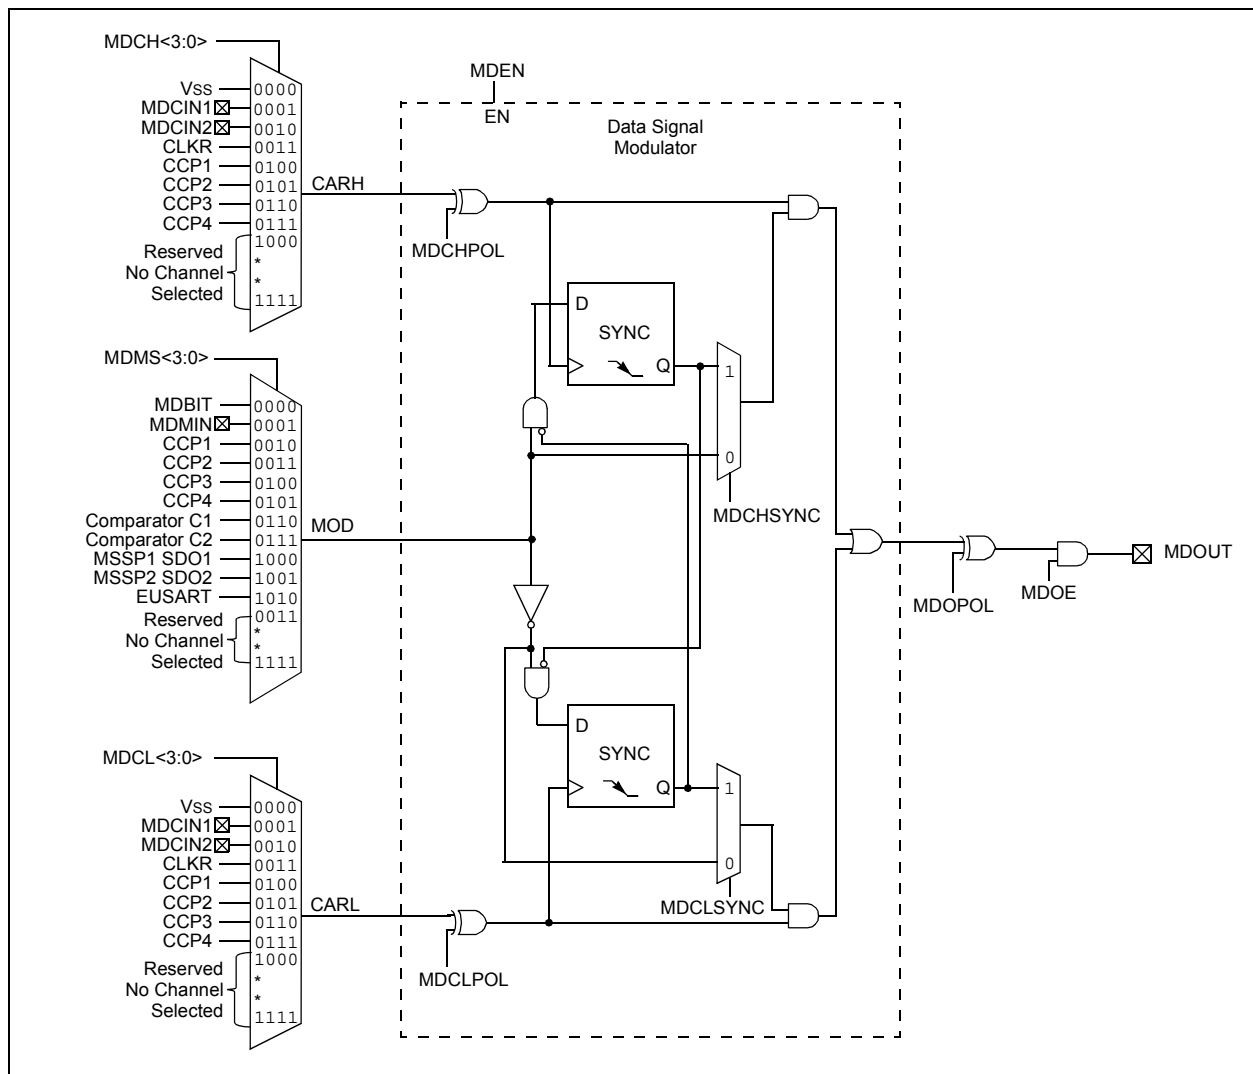 MDCH<3:0>
VSS 0000
MDCIN1 0001
MDCIN2 0010
CLKR 0011
CCP1 0100
CCP2 0101
CCP3 0110
CCP4 0111
1000
Reserved *
No Channel
Selected *
1111
CARH
MDMS<3:0>
MDBIT 0000
MDMIN 0001
CCP1 0010
CCP2 0011
CCP3 0100
CCP4 0101
Comparator C1 0110
Comparator C2 0111
MSSP1 SDO1 1000
MSSP2 SDO2 1001
EUSART 1010
0011
Reserved *
No Channel
Selected *
1111
MOD
MDCL<3:0>
VSS 0000
MDCIN1 0001
MDCIN2 0010
CLKR 0011
CCP1 0100
CCP2 0101
CCP3 0110
CCP4 0111
1000
Reserved *
No Channel
Selected *
1111
CARL
MDEN
EN
Data Signal
Modulator
MDCHPOL
D
SYNC
Q
1
0
MDCHSYNC
D
SYNC
Q
1
0
MDCLSYNC
MDCLPOL
MDOPOL
MDOE
MDOUT